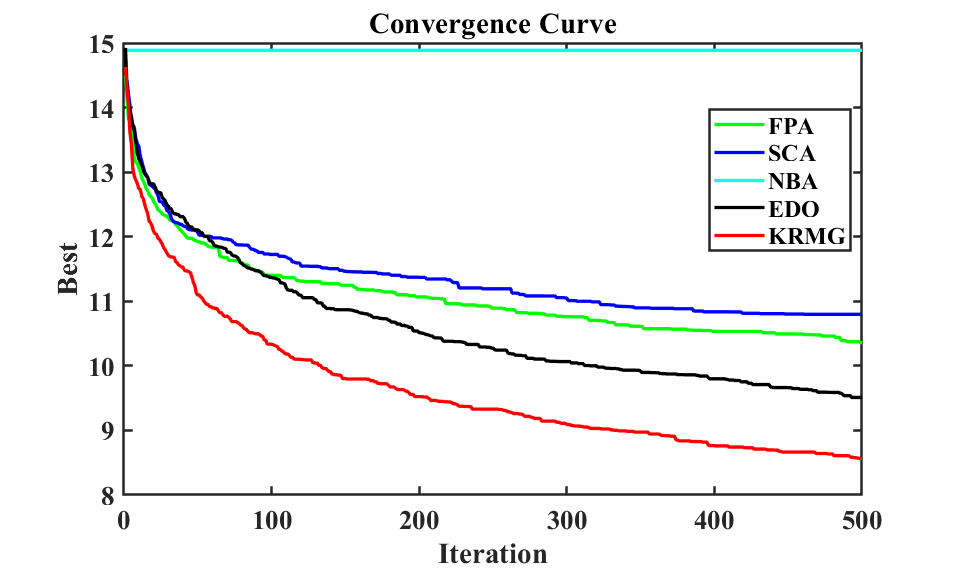 Convergence Curve
15
14
13
12
11
10
9
8
Best
FPA
SCA
NBA
EDO
KRMG
0 100 200 300 400 500
Iteration